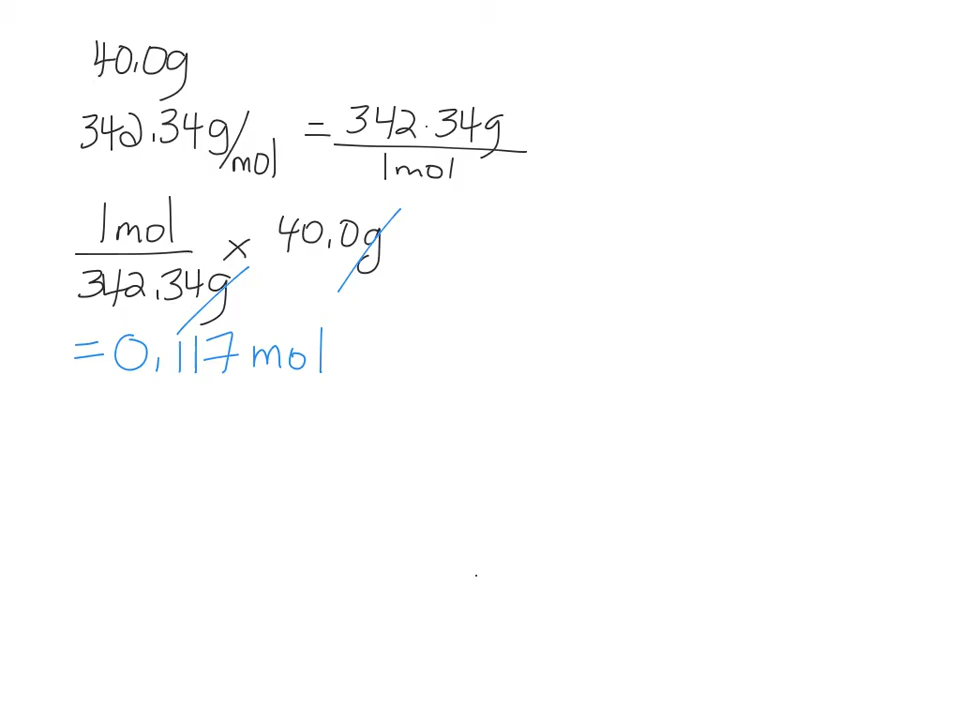 40.0g
342.34g/mol = 342.34g
1mol
1mol × 40.0g
342.34g
= 0.117 mol